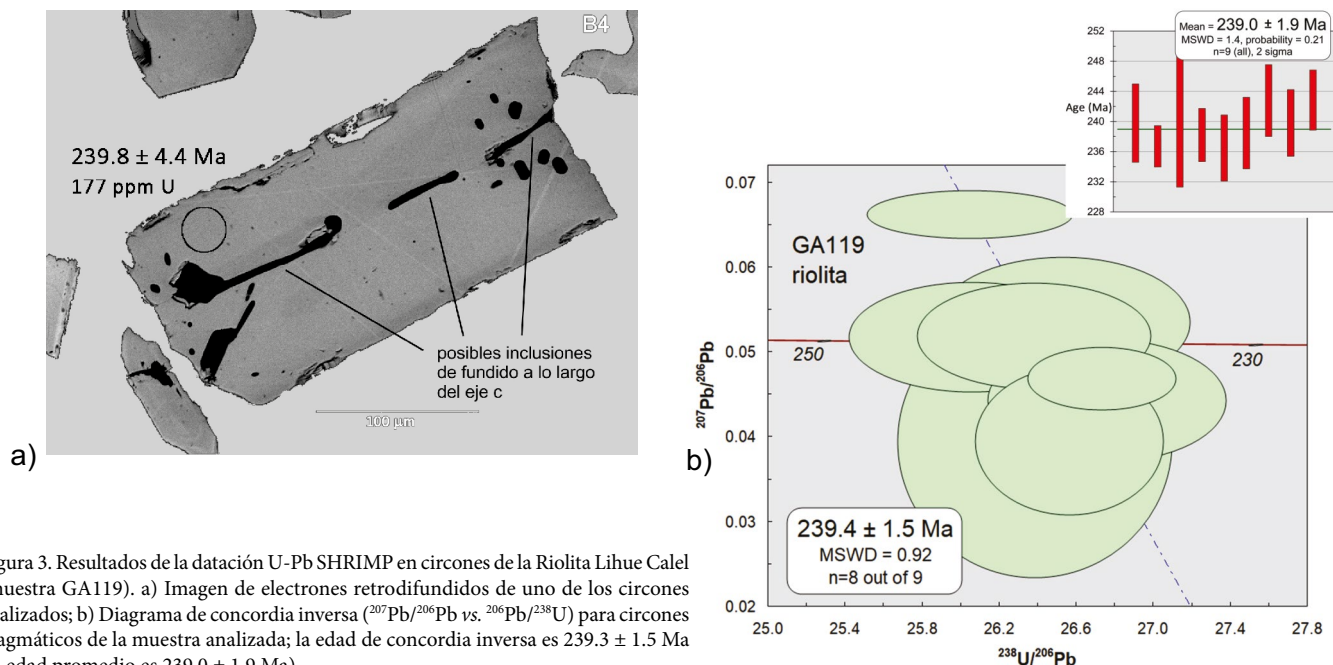 B4
239.8 ± 4.4 Ma
177 ppm U
posibles inclusiones
de fundido a lo largo
del eje c
100 µm
a)
Mean = 239.0 ± 1.9 Ma
MSWD = 1.4, probability = 0.21
n=9 (all), 2 sigma
252
248
244
Age (Ma)
240
236
232
228
GA119
riolita
250
230
239.4 ± 1.5 Ma
MSWD = 0.92
n=8 out of 9
0.07
0.06
0.05
0.04
0.03
0.02
²⁰⁷Pb/²⁰⁶Pb
25.0 25.4 25.8 26.2 26.6 27.0 27.4 27.8
²³⁸U/²⁰⁶Pb
b)
gura 3. Resultados de la datación U-Pb SHRIMP en circones de la Riolita Lihue Calel
nuestra GA119). a) Imagen de electrones retrodifundidos de uno de los circones
alizados; b) Diagrama de concordia inversa (²⁰⁷Pb/²⁰⁶Pb vs. ²⁰⁶Pb/²³⁸U) para circones
agmáticos de la muestra analizada; la edad de concordia inversa es 239.3 ± 1.5 Ma
edad promedio es 239.0 ± 1.9 Ma)